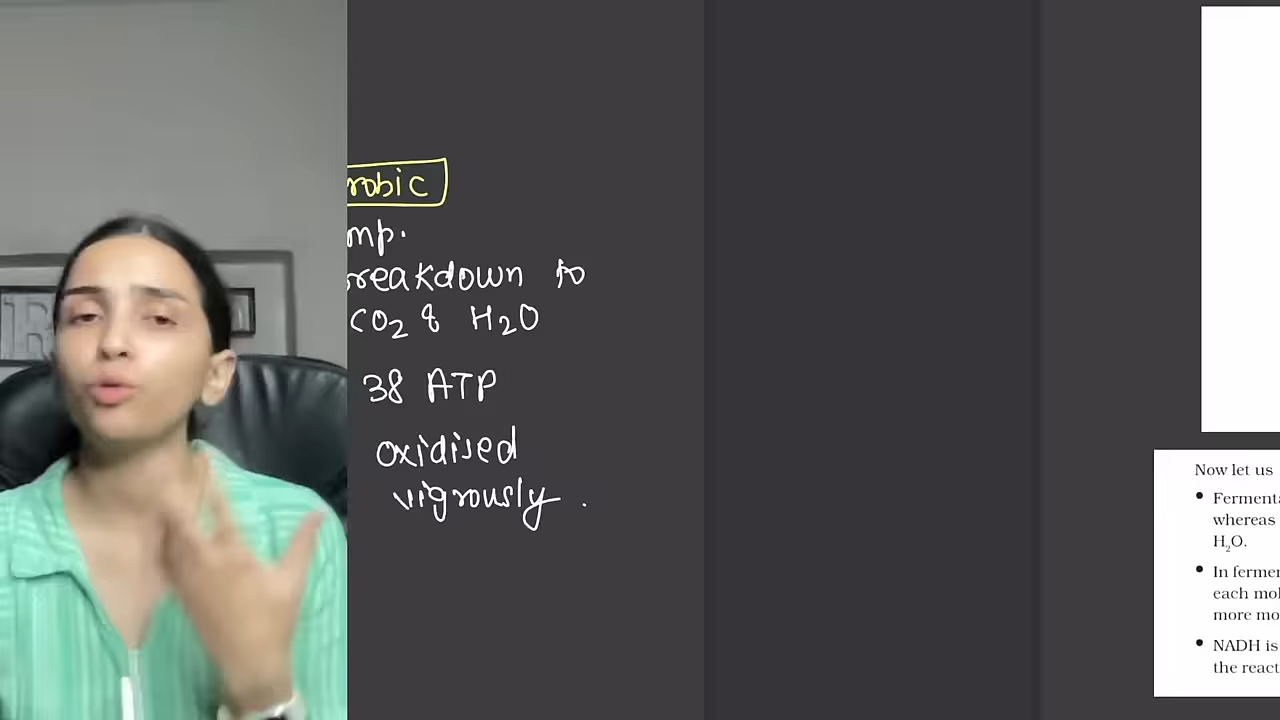 robic
mp.
reakdown to
CO2 & H2O
38 ATP
oxidised
vigrously .
Now let us
• Fermenta
whereas
H2O.
• In fermen
each mol
more mo
• NADH is
the react